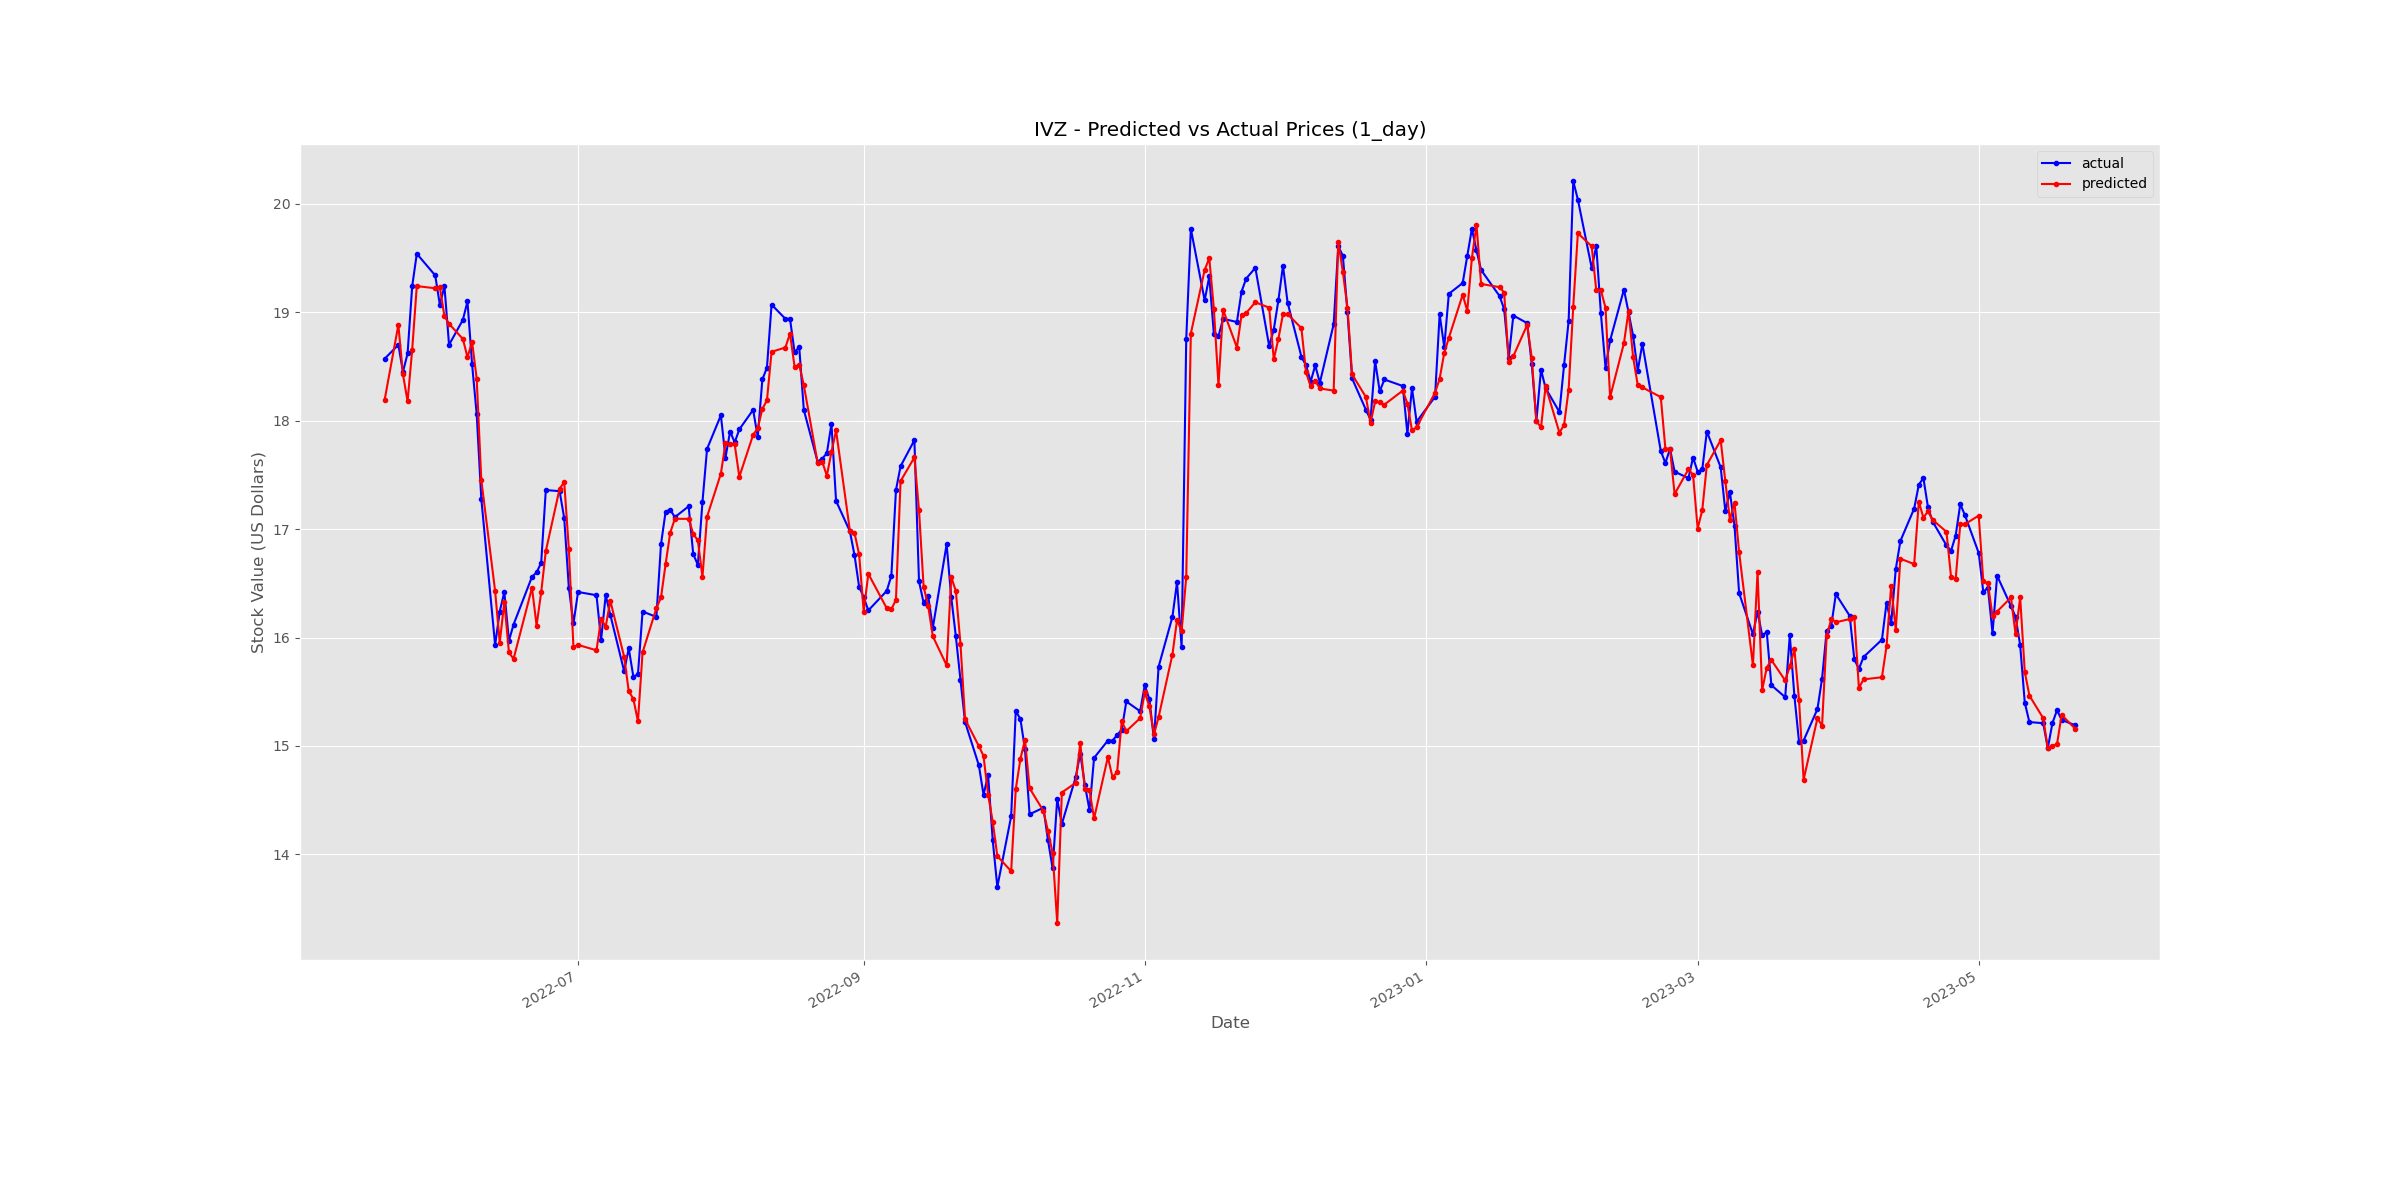 IVZ - Predicted vs Actual Prices (1_day)
actual
predicted
Stock Value (US Dollars)
20
19
18
17
16
15
14
2022-07
2022-09
2022-11
2023-01
2023-03
2023-05
Date